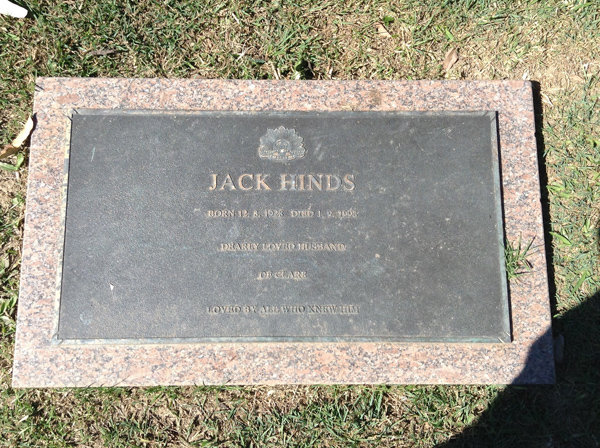 JACK HINDS
BORN 12. 8. 1928 DIED 1. 9. 1998
DEARLY LOVED HUSBAND
OF CLARE
LOVED BY ALL WHO KNEW HIM